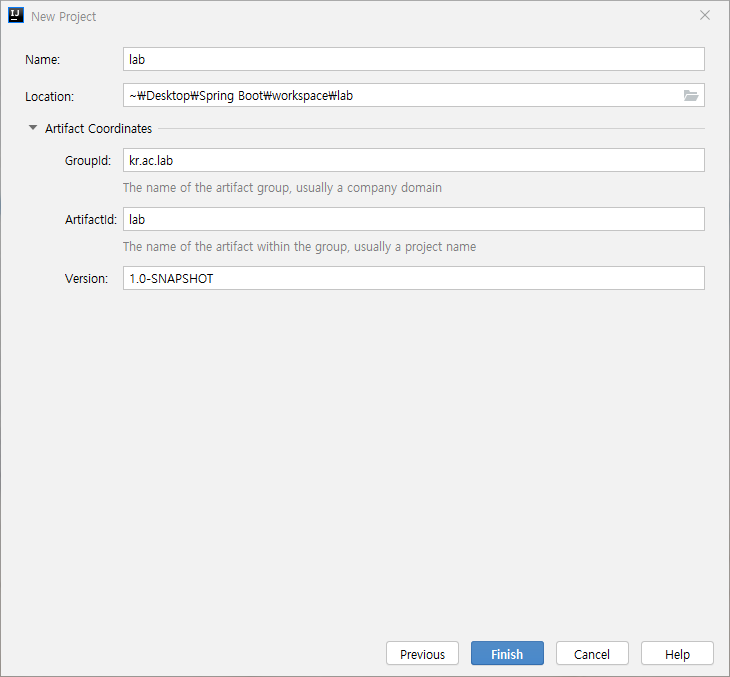 IJ New Project
Name: lab
Location: ~₩Desktop₩Spring Boot₩workspace₩lab
Artifact Coordinates
GroupId: kr.ac.lab
The name of the artifact group, usually a company domain
ArtifactId: lab
The name of the artifact within the group, usually a project name
Version: 1.0-SNAPSHOT
Previous Finish Cancel Help